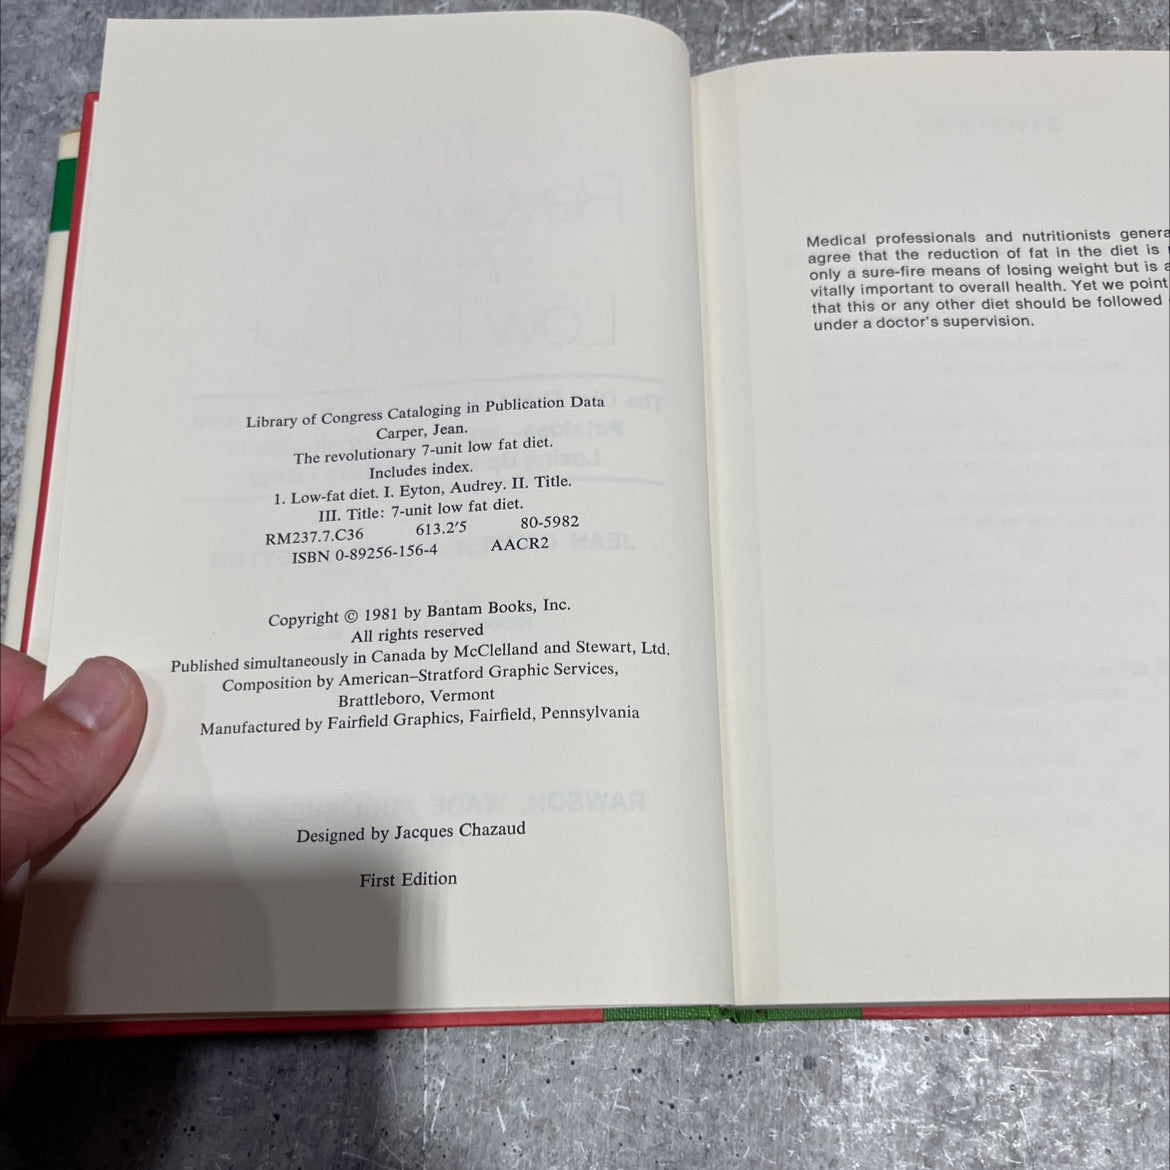 Library of Congress Cataloging in Publication Data
Carper, Jean.
The revolutionary 7-unit low fat diet.
Includes index.
1. Low-fat diet. I. Eyton, Audrey. II. Title.
III. Title: 7-unit low fat diet.
RM237.7.C36 613.2′5 80-5982
ISBN 0-89256-156-4 AACR2
Copyright © 1981 by Bantam Books, Inc.
All rights reserved
Published simultaneously in Canada by McClelland and Stewart, Ltd.
Composition by American–Stratford Graphic Services,
Brattleboro, Vermont
Manufactured by Fairfield Graphics, Fairfield, Pennsylvania
Designed by Jacques Chazaud
First Edition
Medical professionals and nutritionists genera
agree that the reduction of fat in the diet is
only a sure-fire means of losing weight but is a
vitally important to overall health. Yet we point
that this or any other diet should be followed
under a doctor's supervision.